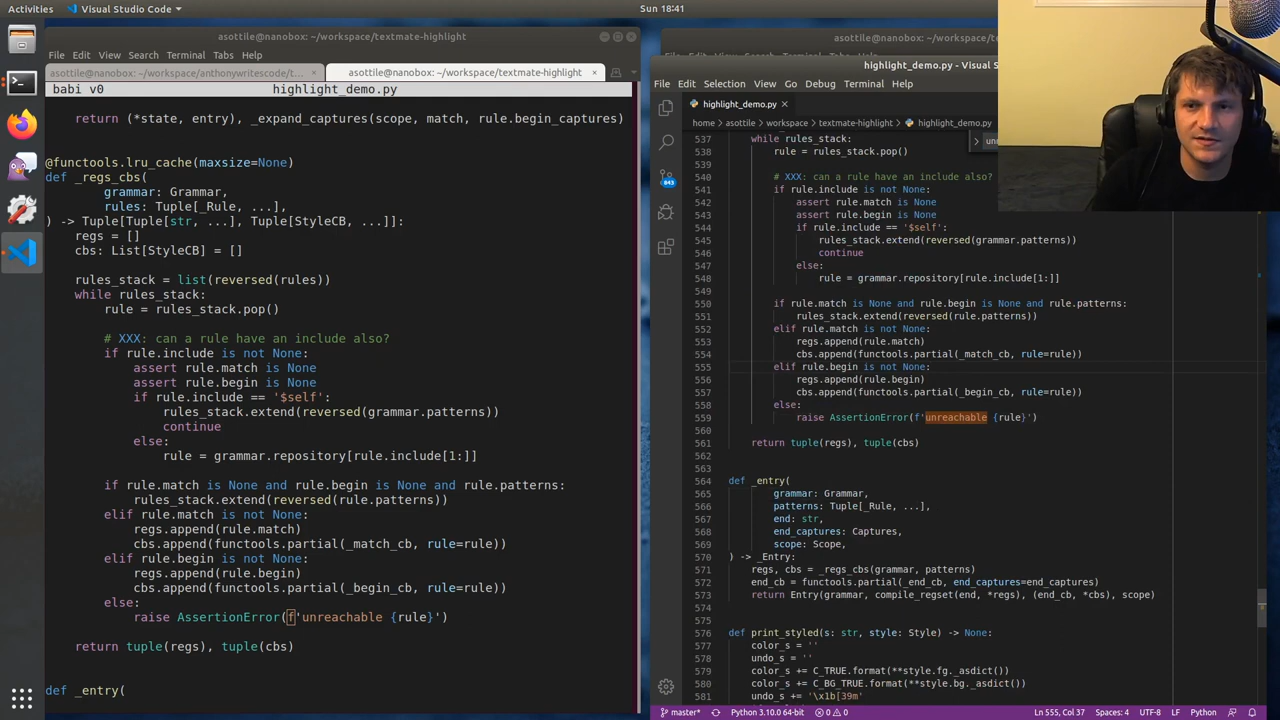 Activities
Visual Studio Code
Sun 18:41
asottile@nanobox: ~/workspace/textmate-highlight
File Edit View Search Terminal Tabs Help
asottile@nanobox: ~/workspace/anthonywritescode/t... ×
asottile@nanobox: ~/workspace/textmate-highlight ×
babi v0 highlight_demo.py
return (*state, entry), _expand_captures(scope, match, rule.begin_captures)
@functools.lru_cache(maxsize=None)
def _regs_cbs(
grammar: Grammar,
rules: Tuple[_Rule, ...],
) -> Tuple[Tuple[str, ...], Tuple[StyleCB, ...]]:
regs = []
cbs: List[StyleCB] = []
rules_stack = list(reversed(rules))
while rules_stack:
rule = rules_stack.pop()
# XXX: can a rule have an include also?
if rule.include is not None:
assert rule.match is None
assert rule.begin is None
if rule.include == '$self':
rules_stack.extend(reversed(grammar.patterns))
continue
else:
rule = grammar.repository[rule.include[1:]]
if rule.match is None and rule.begin is None and rule.patterns:
rules_stack.extend(reversed(rule.patterns))
elif rule.match is not None:
regs.append(rule.match)
cbs.append(functools.partial(_match_cb, rule=rule))
elif rule.begin is not None:
regs.append(rule.begin)
cbs.append(functools.partial(_begin_cb, rule=rule))
else:
raise AssertionError(f'unreachable {rule}')
return tuple(regs), tuple(cbs)
def _entry(
asottile@nanobox: ~/workspac
highlight_demo.py - Visual S
File Edit Selection View Go Debug Terminal Help
highlight_demo.py ×
home > asottile > workspace > textmate-highlight > highlight_demo.py
843
537 while rules_stack:
538 rule = rules_stack.pop()
539
540 # XXX: can a rule have an include also?
541 if rule.include is not None:
542 assert rule.match is None
543 assert rule.begin is None
544 if rule.include == '$self':
545 rules_stack.extend(reversed(grammar.patterns))
546 continue
547 else:
548 rule = grammar.repository[rule.include[1:]]
549
550 if rule.match is None and rule.begin is None and rule.patterns:
551 rules_stack.extend(reversed(rule.patterns))
552 elif rule.match is not None:
553 regs.append(rule.match)
554 cbs.append(functools.partial(_match_cb, rule=rule))
555 elif rule.begin is not None:
556 regs.append(rule.begin)
557 cbs.append(functools.partial(_begin_cb, rule=rule))
558 else:
559 raise AssertionError(f'unreachable {rule}')
560
561 return tuple(regs), tuple(cbs)
562
563
564 def _entry(
565 grammar: Grammar,
566 patterns: Tuple[_Rule, ...],
567 end: str,
568 end_captures: Captures,
569 scope: Scope,
570 ) -> _Entry:
571 regs, cbs = _regs_cbs(grammar, patterns)
572 end_cb = functools.partial(_end_cb, end_captures=end_captures)
573 return Entry(grammar, compile_regset(end, *regs), (end_cb, *cbs), scope)
574
575
576 def print_styled(s: str, style: Style) -> None:
577 color_s = ''
578 undo_s = ''
579 color_s += C_TRUE.format(**style.fg._asdict())
580 color_s += C_BG_TRUE.format(**style.bg._asdict())
581 undo_s += '\x1b[39m'
master* Python 3.10.0 64-bit 0 0 Ln 555, Col 37 Spaces: 4 UTF-8 LF Python